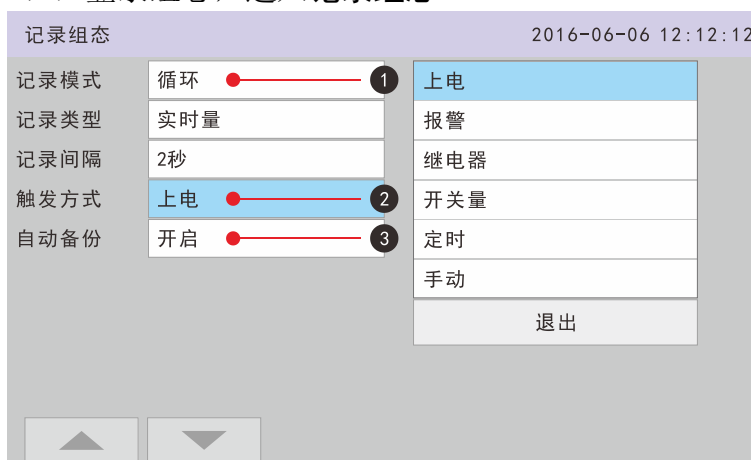 记录组态 2016-06-06 12:12:12
记录模式 循环 1
记录类型 实时量
记录间隔 2秒
触发方式 上电 2
自动备份 开启 3
上电
报警
继电器
开关量
定时
手动
退出